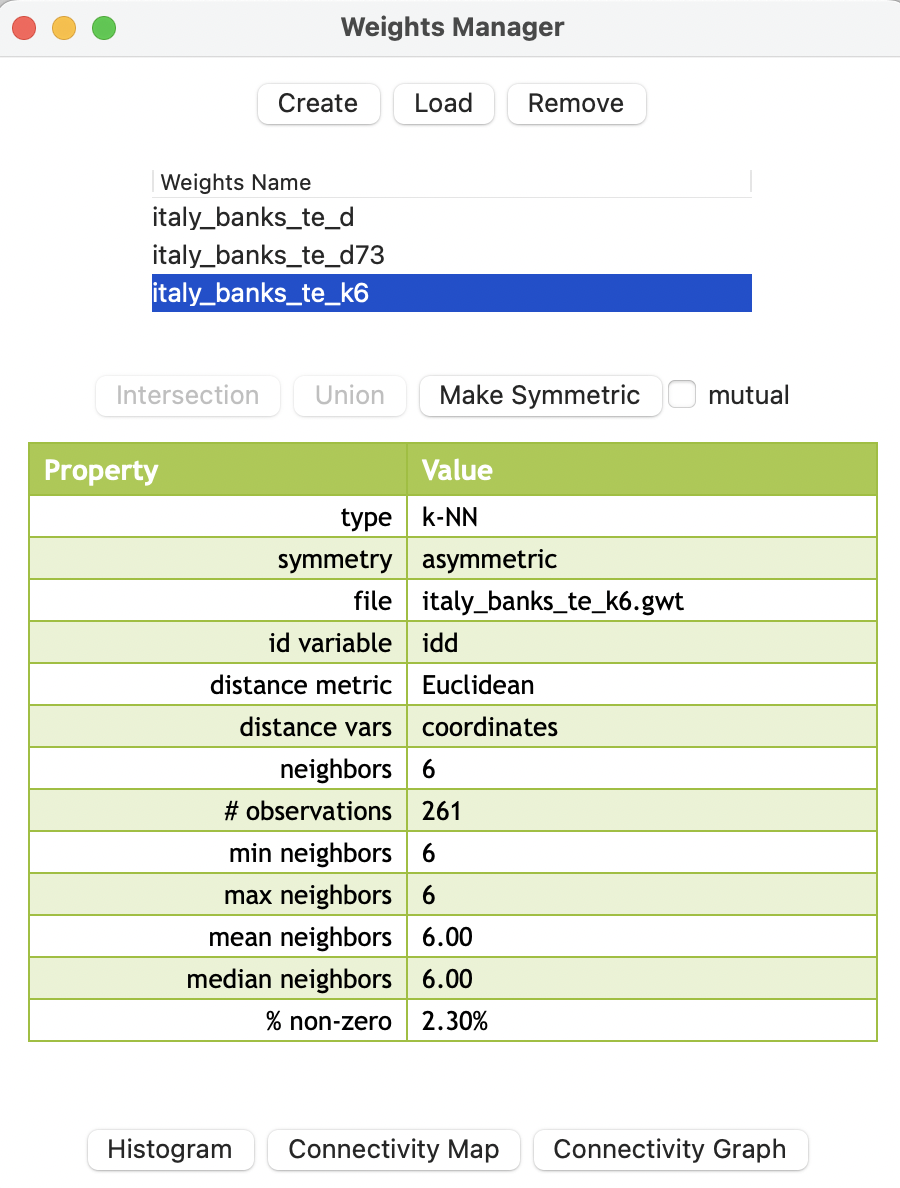 Weights Manager
Create Load Remove
Weights Name
italy_banks_te_d
italy_banks_te_d73
italy_banks_te_k6
Intersection Union Make Symmetric mutual
Property Value
type k-NN
symmetry asymmetric
file italy_banks_te_k6.gwt
id variable idd
distance metric Euclidean
distance vars coordinates
neighbors 6
# observations 261
min neighbors 6
max neighbors 6
mean neighbors 6.00
median neighbors 6.00
% non-zero 2.30%
Histogram Connectivity Map Connectivity Graph